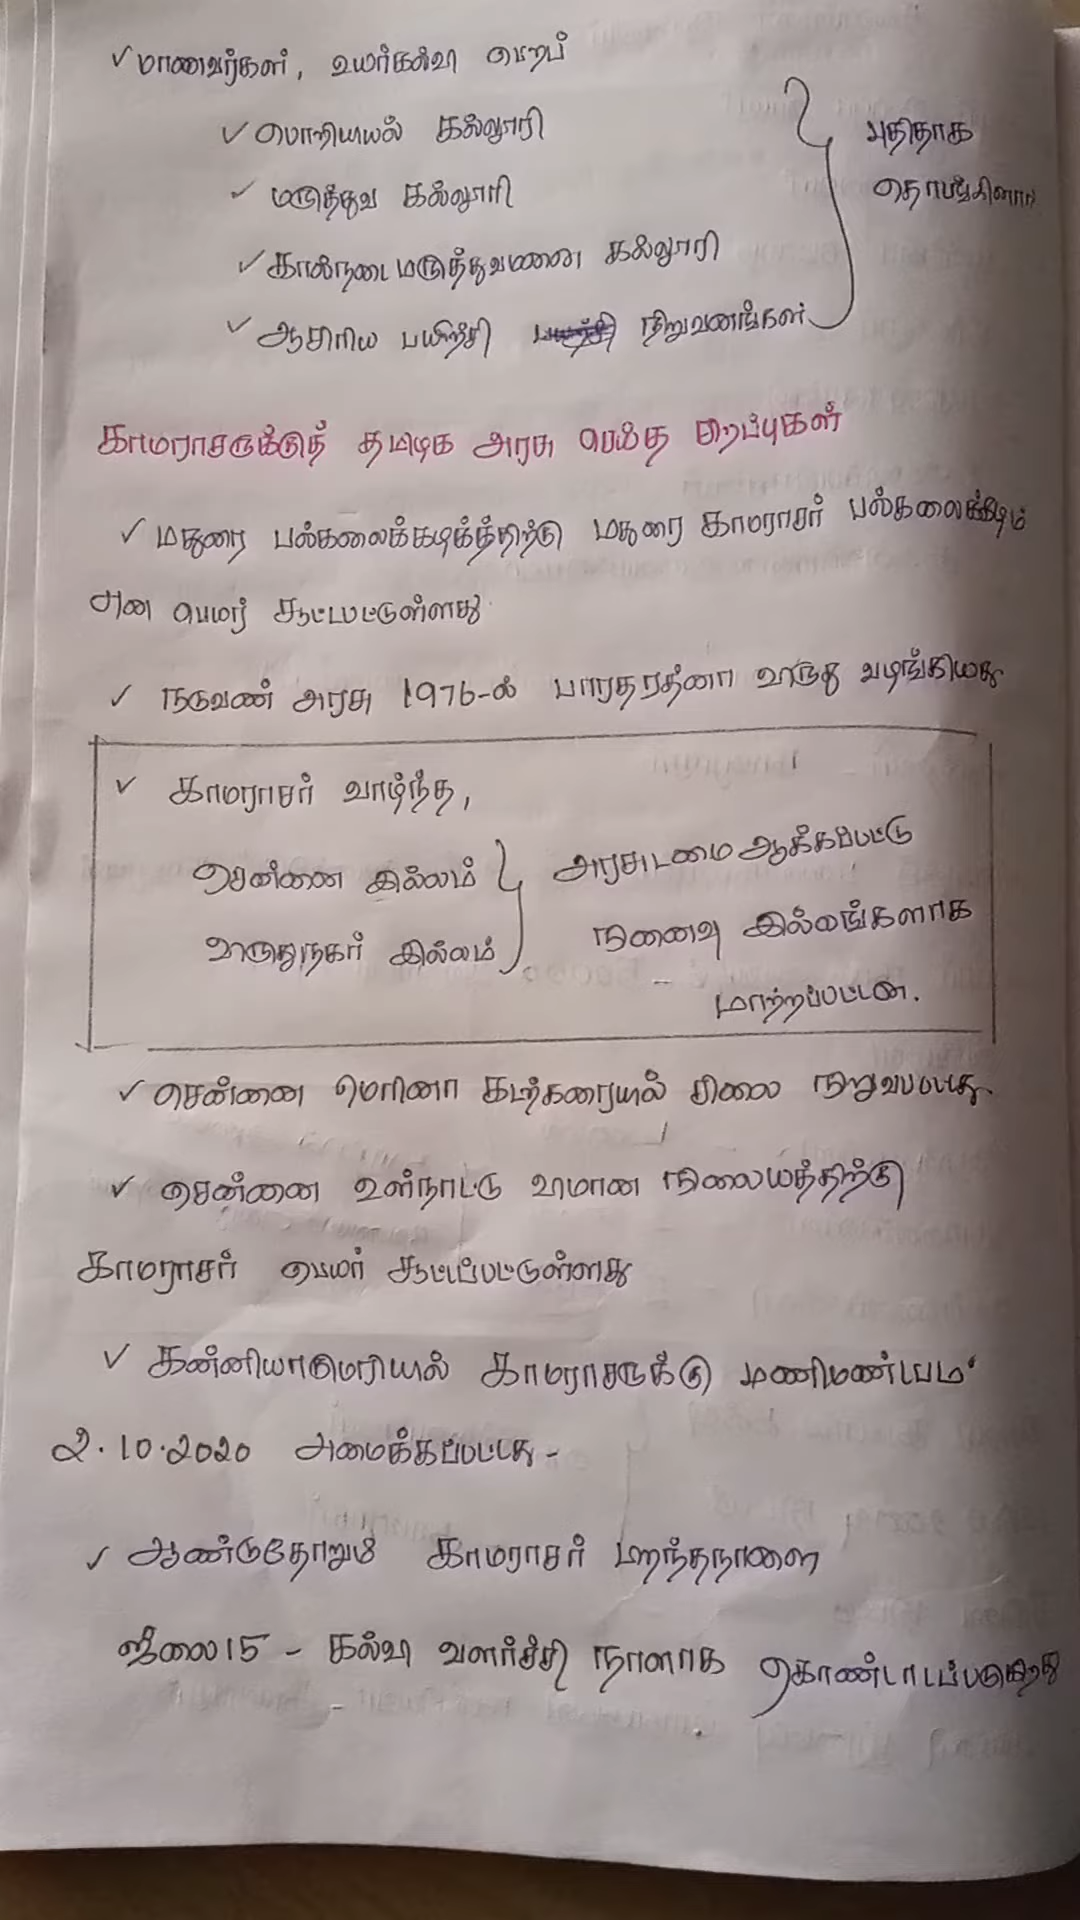 ✓ மாணவர்கள், உயர்கல்வி பெறப்
✓ பொறியியல் கல்லூரி
✓ மருத்துவ கல்லூரி
✓ கால்நடை மருத்துவமனை கல்லூரி
✓ ஆசிரிய பயிற்சி நிறுவனங்கள்
புதிதாக
தொடங்கினார்
காமராசருக்குத் தமிழக அரசு செய்த சிறப்புகள்
✓ மதுரை பல்கலைக்கழகத்திற்கு மதுரை காமராசர் பல்கலைக்கழகம்
என பெயர் சூட்டபட்டுள்ளது
✓ நடுவண் அரசு 1976-ல் பாரதரத்னா விருது வழங்கியது
✓ காமராசர் வாழ்ந்த,
சென்னை இல்லம்
விருதுநகர் இல்லம்
அரசுடமை ஆக்கப்பட்டு
நினைவு இல்லங்களாக
மாற்றப்பட்டன.
✓ சென்னை மெரினா கடற்கரையில் சிலை நிறுவபட்டது.
✓ சென்னை உள்நாட்டு விமான நிலையத்திற்கு
காமராசர் பெயர் சூட்டப்பட்டுள்ளது
✓ கன்னியாகுமரியில் காமராசருக்கு மணிமண்டபம்
2.10.2020 அமைக்கப்பட்டது -
✓ ஆண்டுதோறும் காமராசர் பிறந்தநாளை
ஜீலை 15 - கல்வி வளர்ச்சி நாளாக கொண்டாடப்படுகிறது